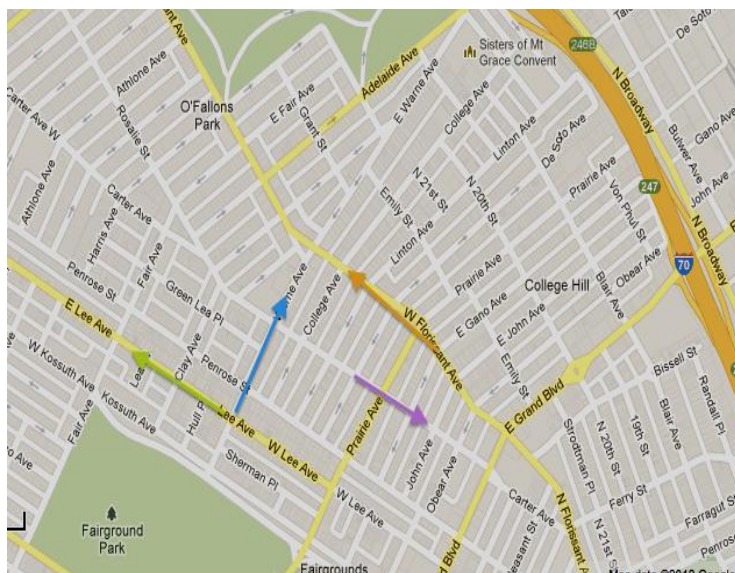 Sisters of Mt
Grace Convent
246B
N Broadway
De Soto Ave
Athlone Ave
Carter Ave W
Rosalie St
O'Fallons
Park
E Fair Ave
Grant St
Adelaide Ave
E Warne Ave
College Ave
Linton Ave
De Soto Ave
Bulwer Ave
Gano Ave
John Ave
Prairie Ave
247
Von Phul St
N Broadway
N 21st St
N 20th St
Emily St
Linton Ave
Athlone Ave
Harris Ave
Fair Ave
Carter Ave
Penrose St
Green Lea Pl
College Ave
Prairie Ave
College Hill
Blair Ave
Obear Ave
70
E Lee Ave
W Kossuth Ave
Kossuth Ave
Fair Ave
Clay Ave
Penrose St
Lee Ave
W Florissant Ave
E Gano Ave
E John Ave
Emily St
Bissell St
Randall Pl
Blair Ave
19th St
N 20th St
Strodtman Pl
E Grand Blvd
Prairie Ave
W Lee Ave
Sherman Pl
W Lee Ave
John Ave
Obear Ave
Carter Ave
Ferry St
Farragut St
N 21st S
N Florissant Av
Fairground
Park
Fairgrounds